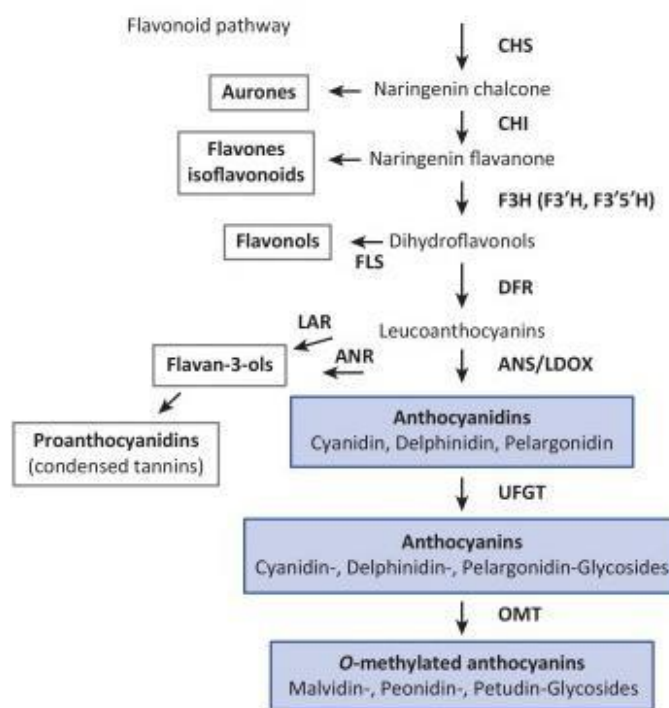 Flavonoid pathway
CHS
Aurones
Naringenin chalcone
CHI
Flavones
isoflavonoids
Naringenin flavanone
F3H (F3′H, F3′5′H)
Flavonols
Dihydroflavonols
FLS
DFR
LAR
Leucoanthocyanins
ANR
ANS/LDOX
Flavan-3-ols
Anthocyanidins
Cyanidin, Delphinidin, Pelargonidin
Proanthocyanidins
(condensed tannins)
UFGT
Anthocyanins
Cyanidin-, Delphinidin-, Pelargonidin-Glycosides
OMT
O-methylated anthocyanins
Malvidin-, Peonidin-, Petudin-Glycosides